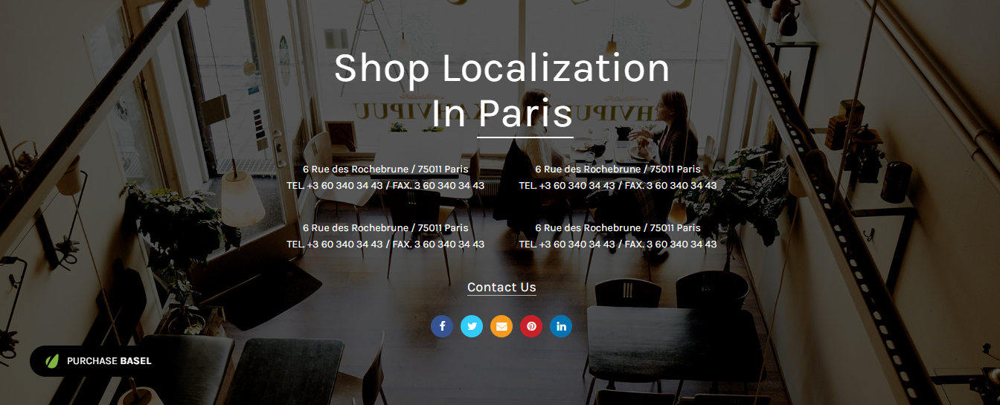 Shop Localization
In Paris
KAHVIPUU KAHVIPUU
6 Rue des Rochebrune / 75011 Paris
TEL. +3 60 340 34 43 / FAX. 3 60 340 34 43
6 Rue des Rochebrune / 75011 Paris
TEL. +3 60 340 34 43 / FAX. 3 60 340 34 43
6 Rue des Rochebrune / 75011 Paris
TEL. +3 60 340 34 43 / FAX. 3 60 340 34 43
6 Rue des Rochebrune / 75011 Paris
TEL. +3 60 340 34 43 / FAX. 3 60 340 34 43
Contact Us
PURCHASE BASEL